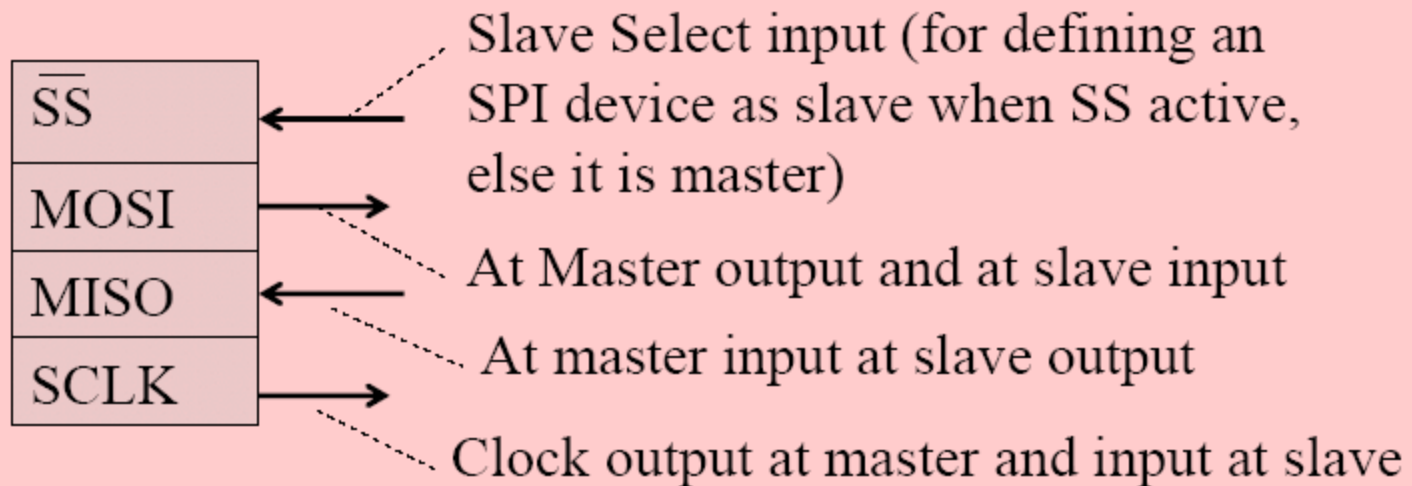 Slave Select input (for defining an
S̅S̅
SPI device as slave when SS active,
else it is master)
MOSI
At Master output and at slave input
MISO
At master input at slave output
SCLK
Clock output at master and input at slave